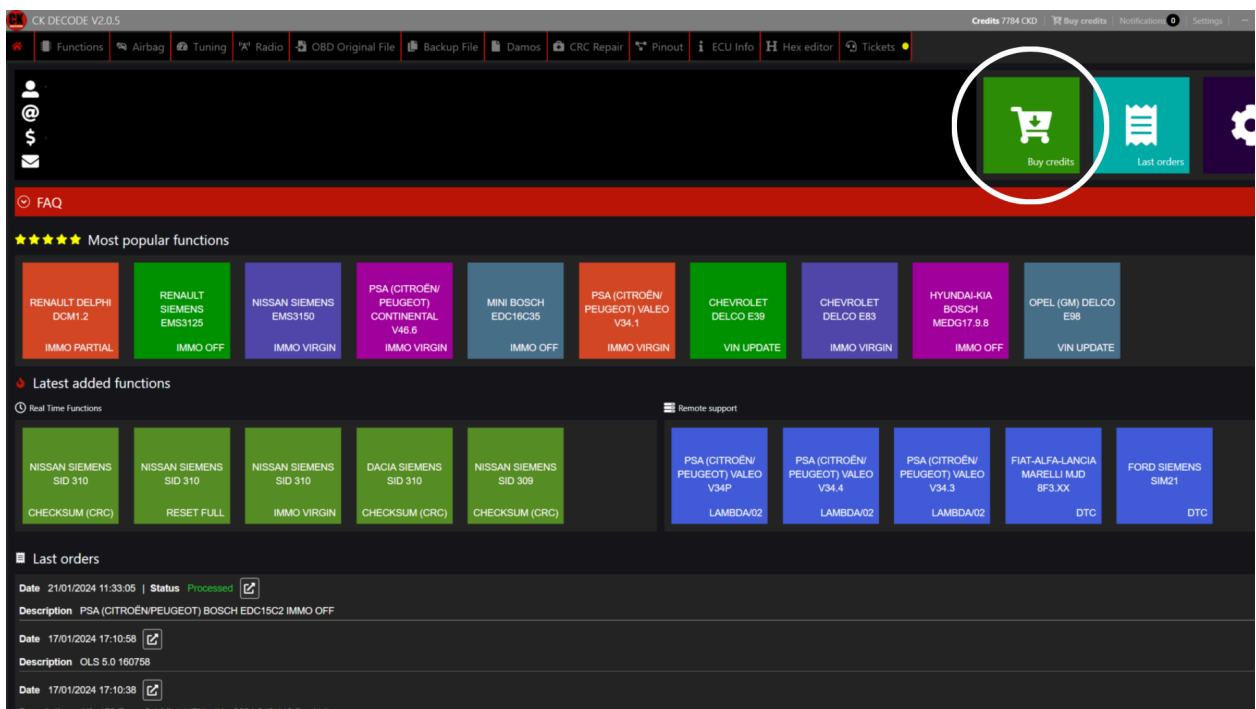 CK DECODE V2.0.5
Credits 7784 CKD | Buy credits | Notifications 0 | Settings |
Functions Airbag Tuning Radio OBD Original File Backup File Damos CRC Repair Pinout ECU Info Hex editor Tickets
Buy credits
Last orders
FAQ
Most popular functions
RENAULT DELPHI
DCM1.2
IMMO PARTIAL
RENAULT
SIEMENS
EMS3125
IMMO OFF
NISSAN SIEMENS
EMS3150
IMMO VIRGIN
PSA (CITROËN/
PEUGEOT)
CONTINENTAL
V46.6
IMMO VIRGIN
MINI BOSCH
EDC16C35
IMMO OFF
PSA (CITROËN/
PEUGEOT) VALEO
V34.1
IMMO VIRGIN
CHEVROLET
DELCO E39
VIN UPDATE
CHEVROLET
DELCO E83
IMMO VIRGIN
HYUNDAI-KIA
BOSCH
MEDG17.9.8
IMMO OFF
OPEL (GM) DELCO
E98
VIN UPDATE
Latest added functions
Real Time Functions
NISSAN SIEMENS
SID 310
CHECKSUM (CRC)
NISSAN SIEMENS
SID 310
RESET FULL
NISSAN SIEMENS
SID 310
IMMO VIRGIN
DACIA SIEMENS
SID 310
CHECKSUM (CRC)
NISSAN SIEMENS
SID 309
CHECKSUM (CRC)
Remote support
PSA (CITROËN/
PEUGEOT) VALEO
V34P
LAMBDA/02
PSA (CITROËN/
PEUGEOT) VALEO
V34.4
LAMBDA/02
PSA (CITROËN/
PEUGEOT) VALEO
V34.3
LAMBDA/02
FIAT-ALFA-LANCIA
MARELLI MJD
8F3.XX
DTC
FORD SIEMENS
SIM21
DTC
Last orders
Date 21/01/2024 11:33:05 | Status Processed
Description PSA (CITROËN/PEUGEOT) BOSCH EDC15C2 IMMO OFF
Date 17/01/2024 17:10:58
Description OLS 5.0 160758
Date 17/01/2024 17:10:38